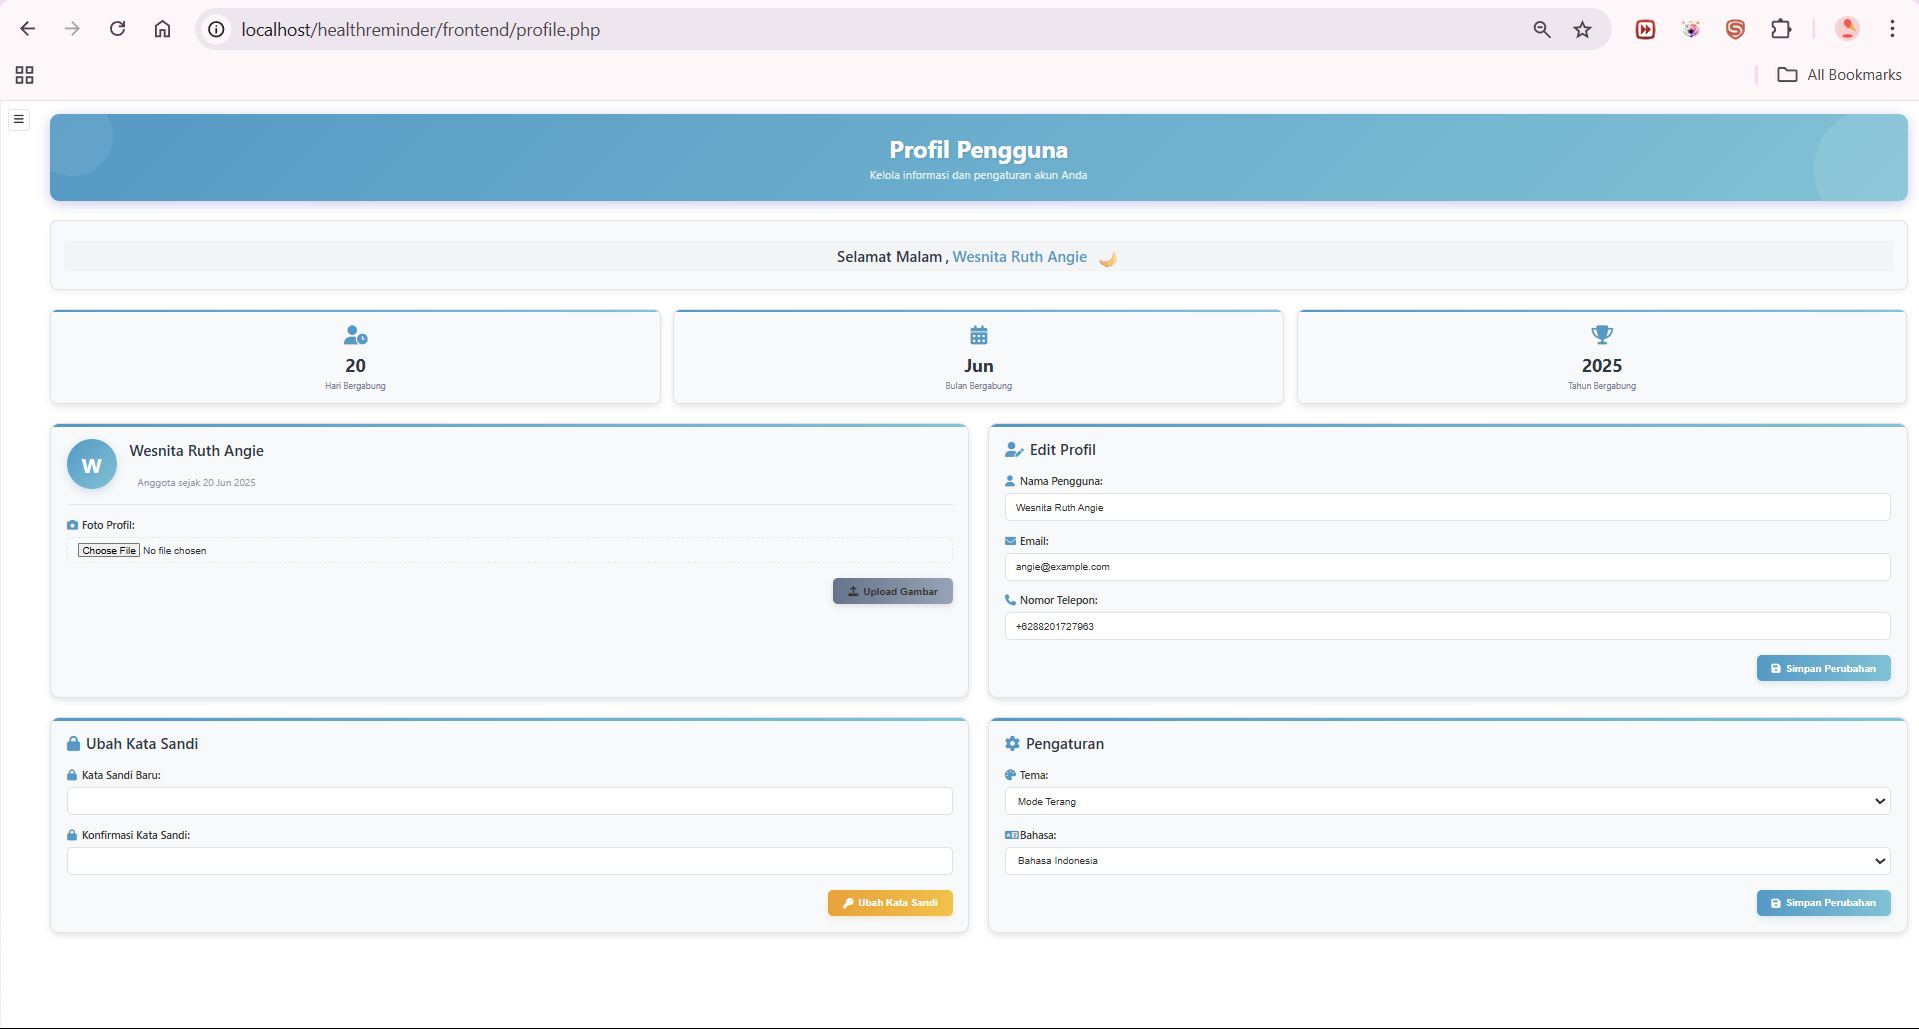 localhost/healthreminder/frontend/profile.php
All Bookmarks
Profil Pengguna
Kelola informasi dan pengaturan akun Anda
Selamat Malam , Wesnita Ruth Angie
20
Hari Bergabung
Jun
Bulan Bergabung
2025
Tahun Bergabung
W
Wesnita Ruth Angie
Anggota sejak 20 Jun 2025
Foto Profil:
Choose File No file chosen
Upload Gambar
Edit Profil
Nama Pengguna:
Wesnita Ruth Angie
Email:
angie@example.com
Nomor Telepon:
+6288201727963
Simpan Perubahan
Ubah Kata Sandi
Kata Sandi Baru:
Konfirmasi Kata Sandi:
Ubah Kata Sandi
Pengaturan
Tema:
Mode Terang
Bahasa:
Bahasa Indonesia
Simpan Perubahan